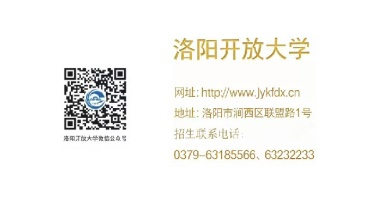 洛阳开放大学
网址: http://www.lykfdx.cn
地址: 洛阳市涧西区联盟路1号
招生联系电话:
0379-63185566、63232233
洛阳开放大学微信公众号